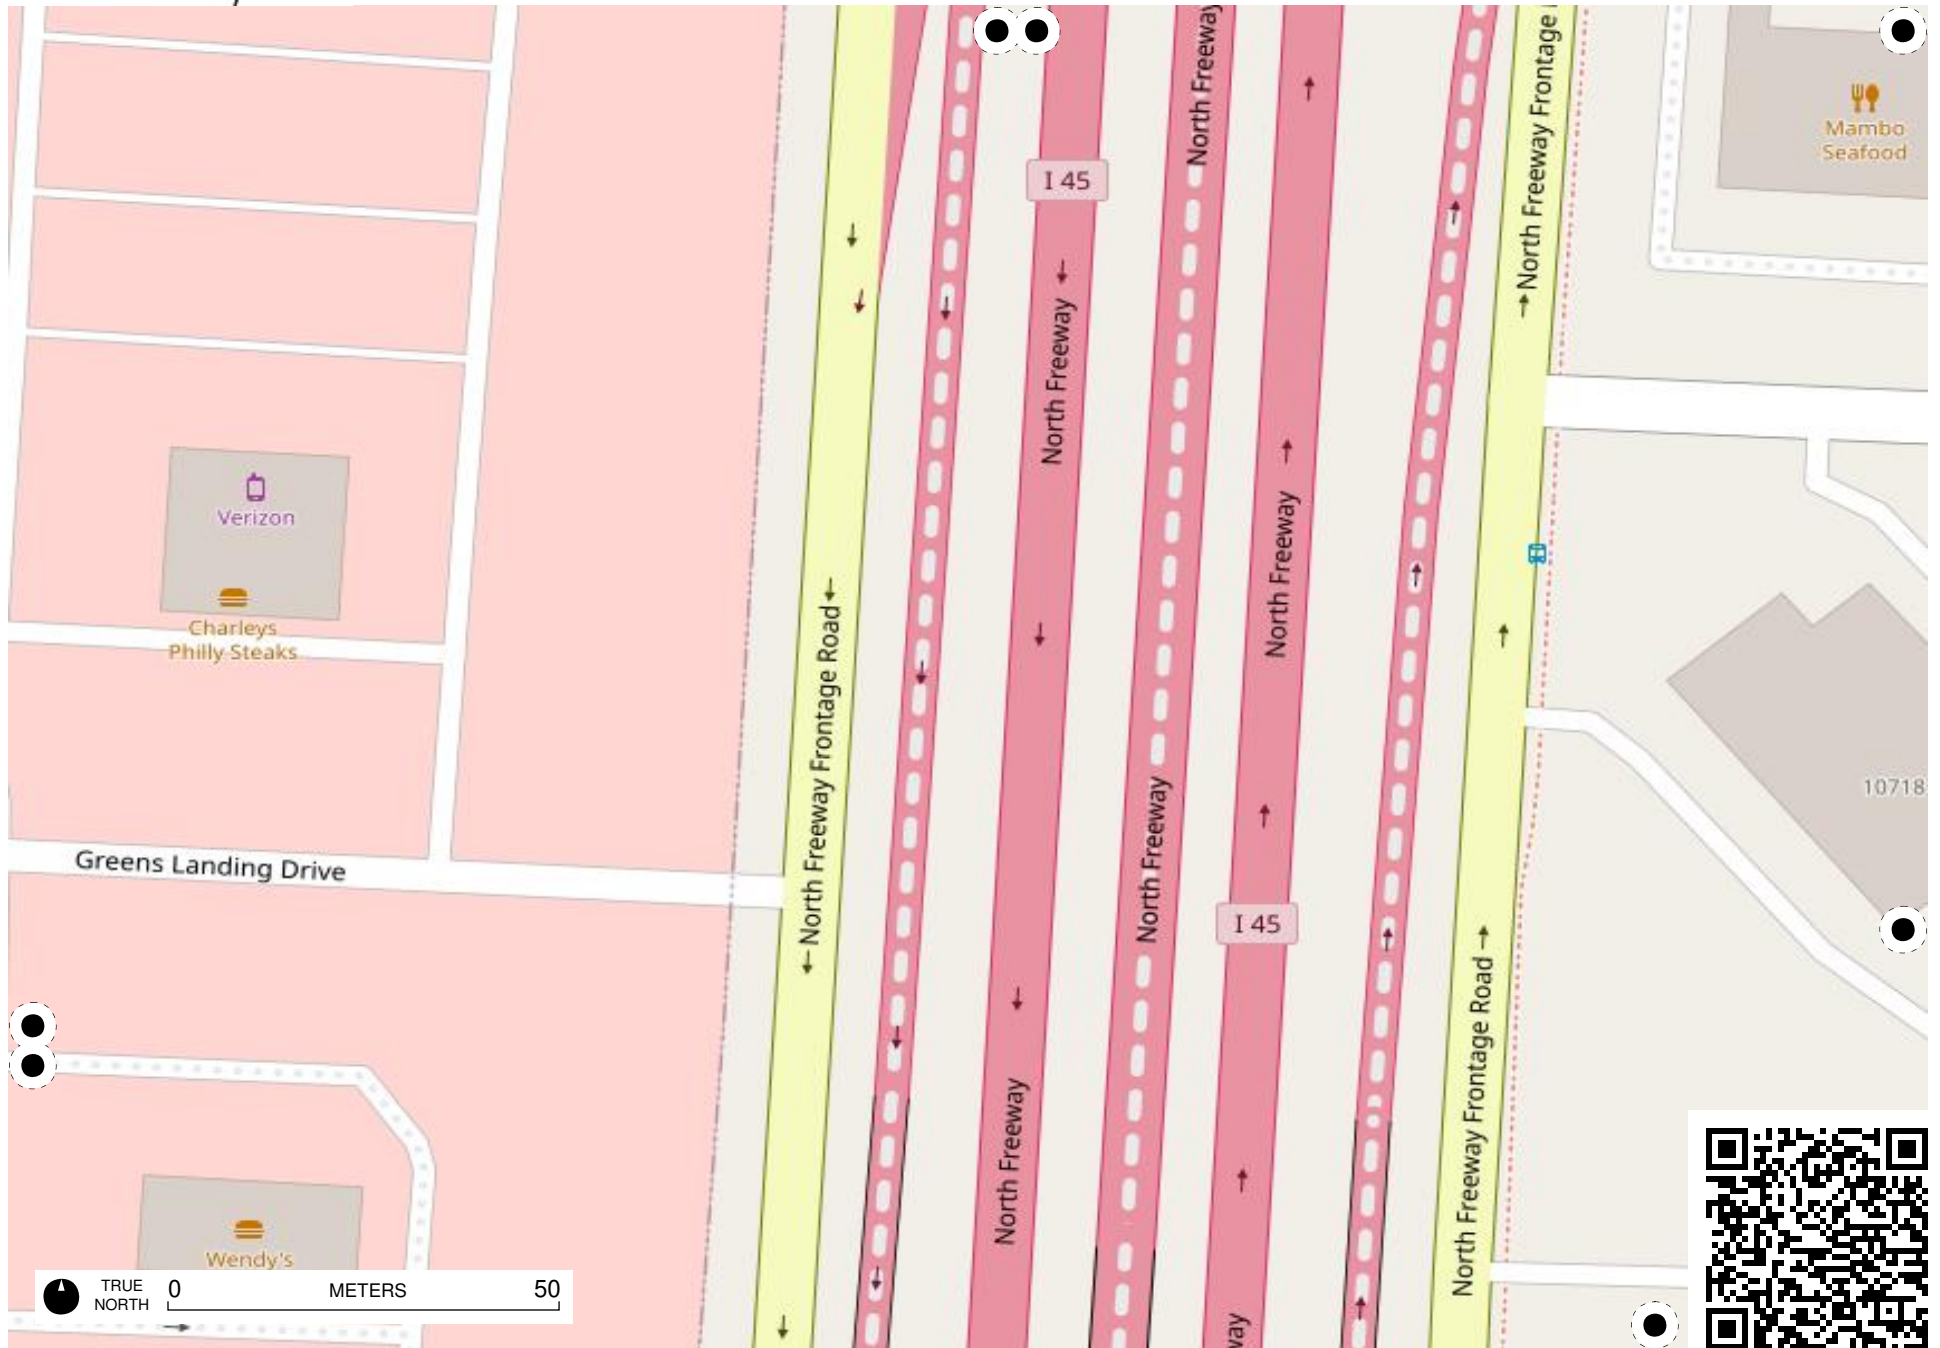 North Freeway
North Freeway Frontage
Mambo
Seafood
I 45
North Freeway
Verizon
North Freeway
Charleys
Philly Steaks
North Freeway Frontage Road
10718
North Freeway
Greens Landing Drive
I 45
North Freeway Frontage Road
North Freeway
Wendy's
TRUE
NORTH
0 METERS 50
way